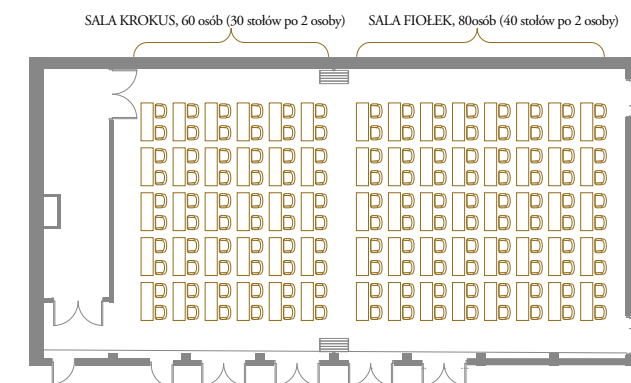 SALA KROKUS, 60 osób (30 stołów po 2 osoby)
SALA FIOŁEK, 80osób (40 stołów po 2 osoby)